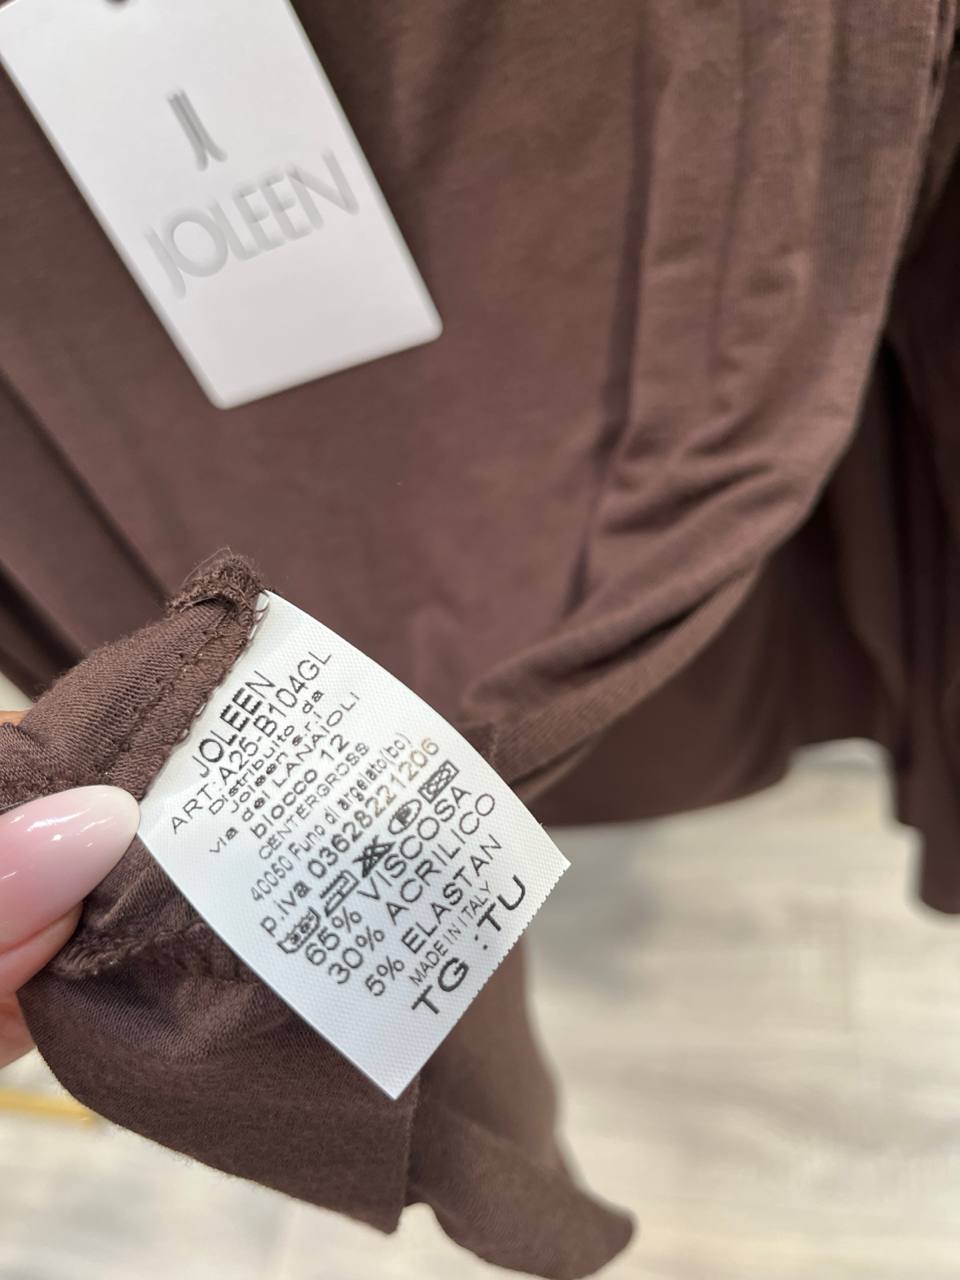 JL
JOLEEN
JOLEEN
ART: A25-B104GL
Distribuito da
Joleen s.r.l
via dei LANAIOLI
blocco 12
CENTERGROSS
40050 Funo di argelato(bo)
p.iva 03628221206
65% VISCOSA
30% ACRILICO
5% ELASTAN
MADE IN ITALY
TG :TU